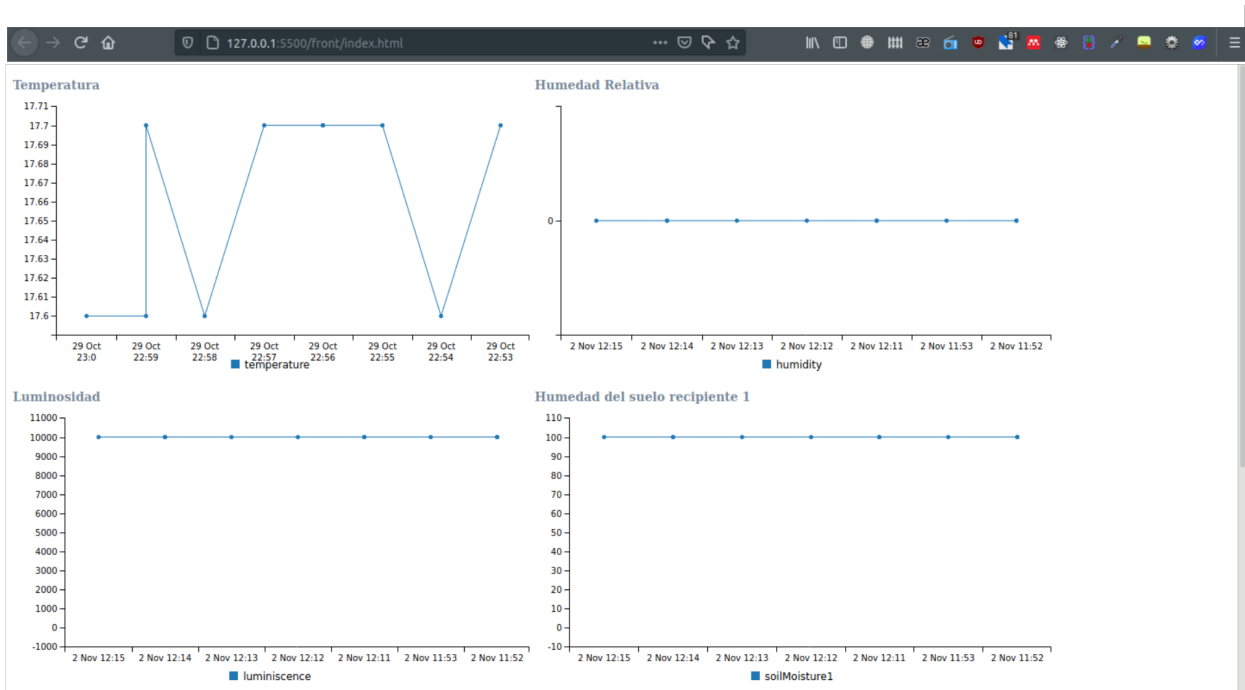 127.0.0.1:5500/front/index.html
81
Temperatura
17.71
17.7
17.69
17.68
17.67
17.66
17.65
17.64
17.63
17.62
17.61
17.6
29 Oct 23:0
29 Oct 22:59
29 Oct 22:58
29 Oct 22:57
29 Oct 22:56
29 Oct 22:55
29 Oct 22:54
29 Oct 22:53
temperature
Humedad Relativa
0
2 Nov 12:15 2 Nov 12:14 2 Nov 12:13 2 Nov 12:12 2 Nov 12:11 2 Nov 11:53 2 Nov 11:52
humidity
Luminosidad
11000
10000
9000
8000
7000
6000
5000
4000
3000
2000
1000
0
-1000
2 Nov 12:15 2 Nov 12:14 2 Nov 12:13 2 Nov 12:12 2 Nov 12:11 2 Nov 11:53 2 Nov 11:52
luminiscence
Humedad del suelo recipiente 1
110
100
90
80
70
60
50
40
30
20
10
0
-10
2 Nov 12:15 2 Nov 12:14 2 Nov 12:13 2 Nov 12:12 2 Nov 12:11 2 Nov 11:53 2 Nov 11:52
soilMoisture1